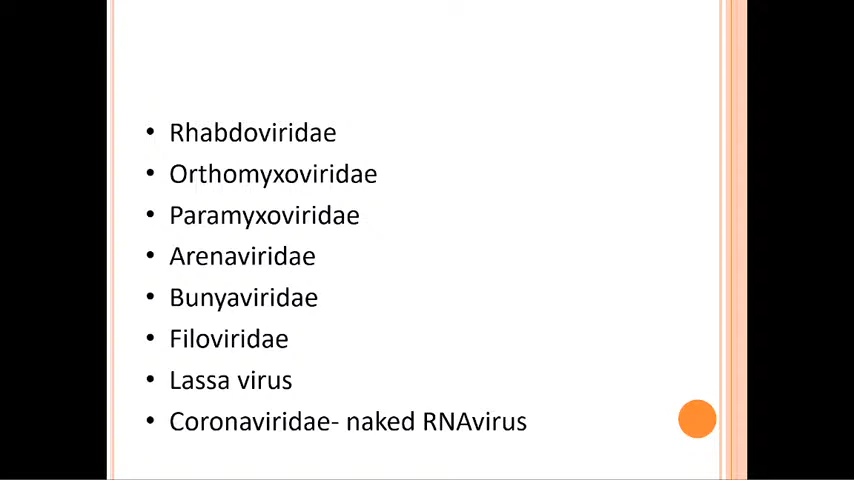 • Rhabdoviridae
• Orthomyxoviridae
• Paramyxoviridae
• Arenaviridae
• Bunyaviridae
• Filoviridae
• Lassa virus
• Coronaviridae- naked RNAvirus